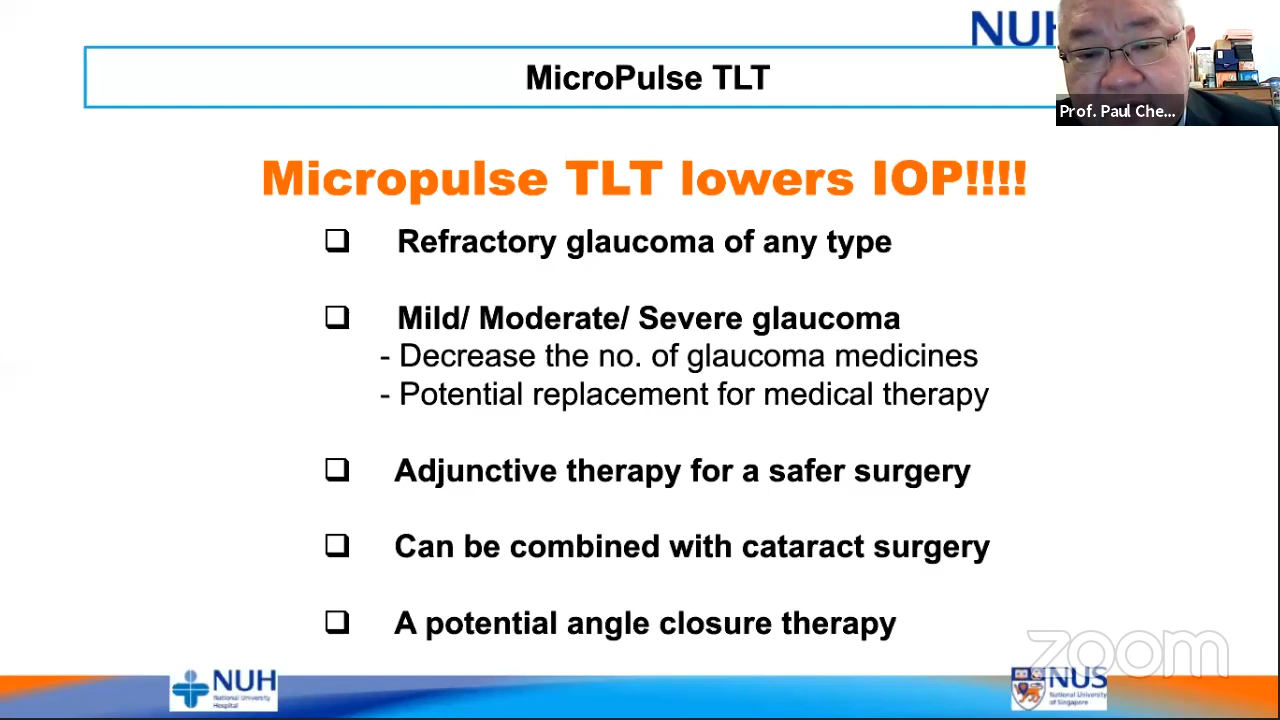 NUH
MicroPulse TLT
Prof. Paul Che...
Micropulse TLT lowers IOP!!!!
❑ Refractory glaucoma of any type
❑ Mild/ Moderate/ Severe glaucoma
- Decrease the no. of glaucoma medicines
- Potential replacement for medical therapy
❑ Adjunctive therapy for a safer surgery
❑ Can be combined with cataract surgery
❑ A potential angle closure therapy
zoom
NUH
National University
Hospital
NUS
National University
of Singapore